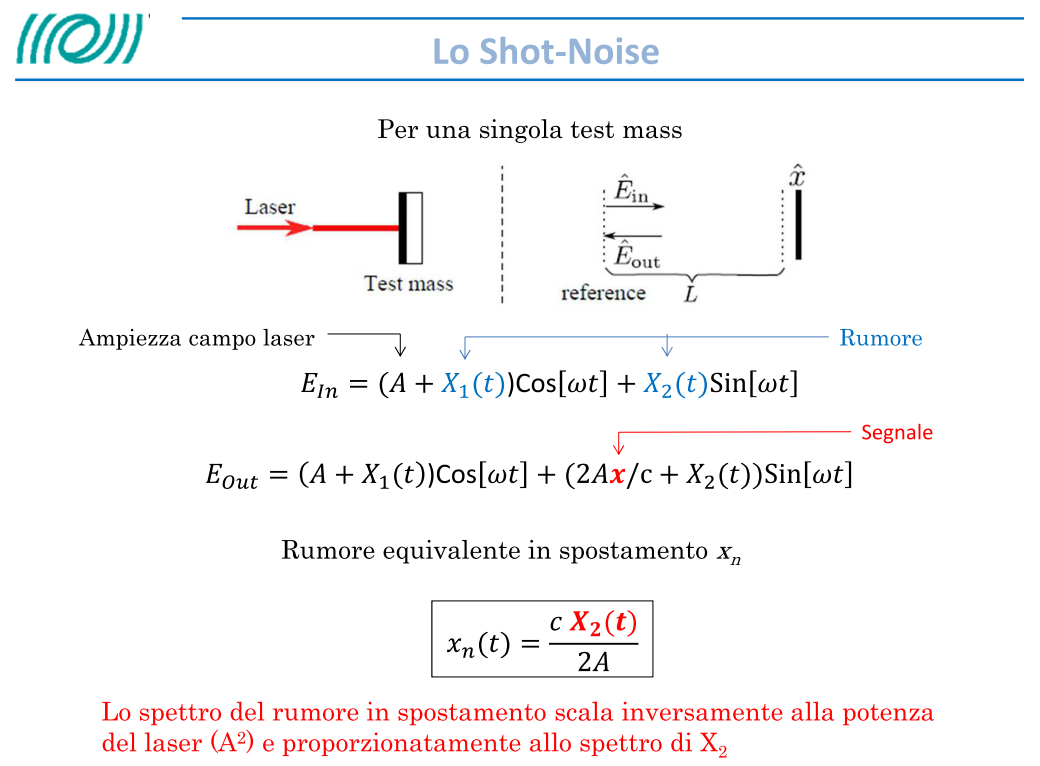 Lo Shot-Noise
Per una singola test mass
Laser
Test mass
Ê_in
Ê_out
x̂
reference
L
Ampiezza campo laser
Rumore
E_In = (A + X_1(t))Cos[ωt] + X_2(t)Sin[ωt]
Segnale
E_Out = (A + X_1(t))Cos[ωt] + (2Ax/c + X_2(t))Sin[ωt]
Rumore equivalente in spostamento x_n
x_n(t) = c X_2(t) / 2A
Lo spettro del rumore in spostamento scala inversamente alla potenza
del laser (A²) e proporzionatamente allo spettro di X_2